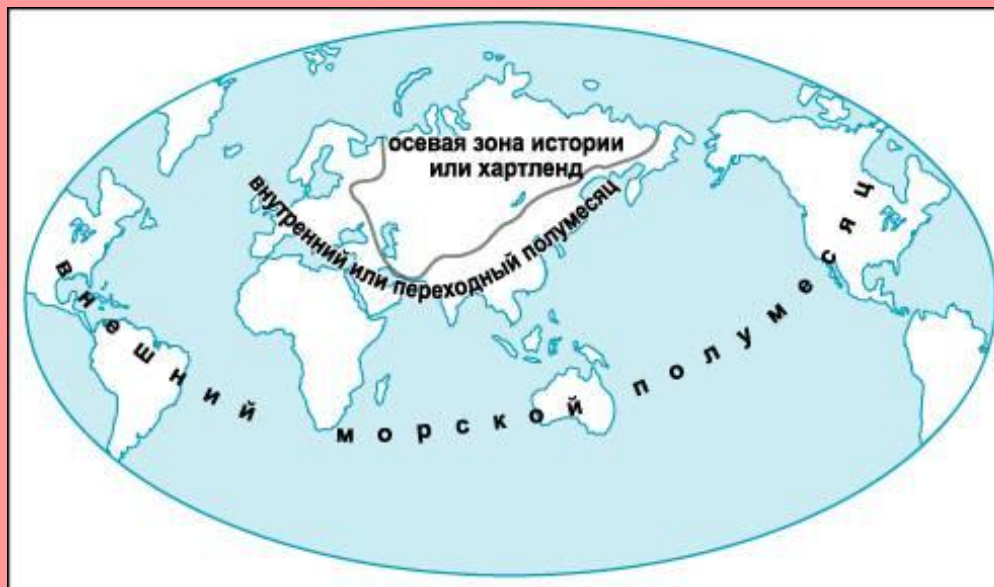 осевая зона истории
или хартленд
внутренний или переходный полумесяц
внешний морской полумесяц